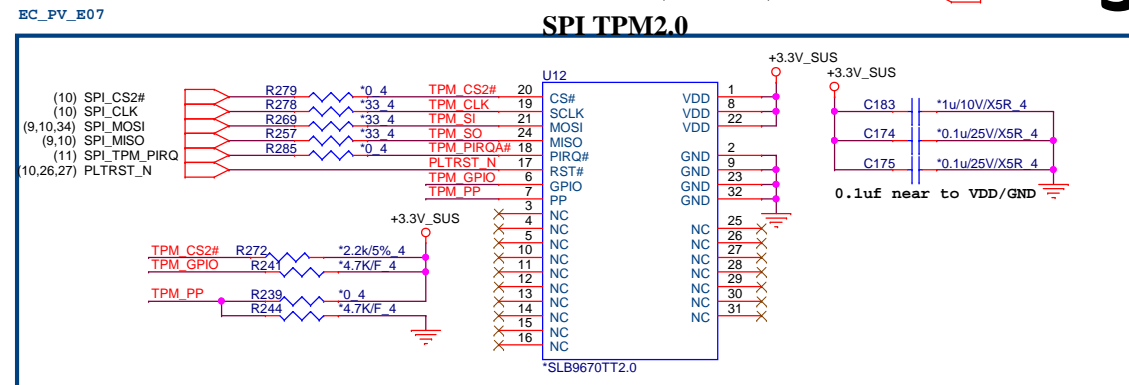 EC_PV_E07
SPI TPM2.0
+3.3V_SUS
+3.3V_SUS
U12
(10) SPI_CS2# R279 *0_4 TPM_CS2# 20 CS# VDD 1
(10) SPI_CLK R278 *33_4 TPM_CLK 19 SCLK VDD 8
(9,10,34) SPI_MOSI R269 *33_4 TPM_SI 21 MOSI VDD 22
(9,10) SPI_MISO R257 *33_4 TPM_SO 24 MISO
(11) SPI_TPM_PIRQ R285 *0_4 TPM_PIRQA# 18 PIRQ# GND 2
(10,26,27) PLTRST_N PLTRST_N 17 RST# GND 9
TPM_GPIO 6 GPIO GND 23
TPM_PP 7 PP GND 32
3 NC
4 NC NC 25
5 NC NC 26
10 NC NC 27
11 NC NC 28
12 NC NC 29
13 NC NC 30
14 NC NC 31
15 NC
16 NC
*SLB9670TT2.0
C183 *1u/10V/X5R_4
C174 *0.1u/25V/X5R_4
C175 *0.1u/25V/X5R_4
0.1uf near to VDD/GND
+3.3V_SUS
TPM_CS2# R272 *2.2k/5%_4
TPM_GPIO R241 *4.7K/F_4
TPM_PP R239 *0_4
R244 *4.7K/F_4